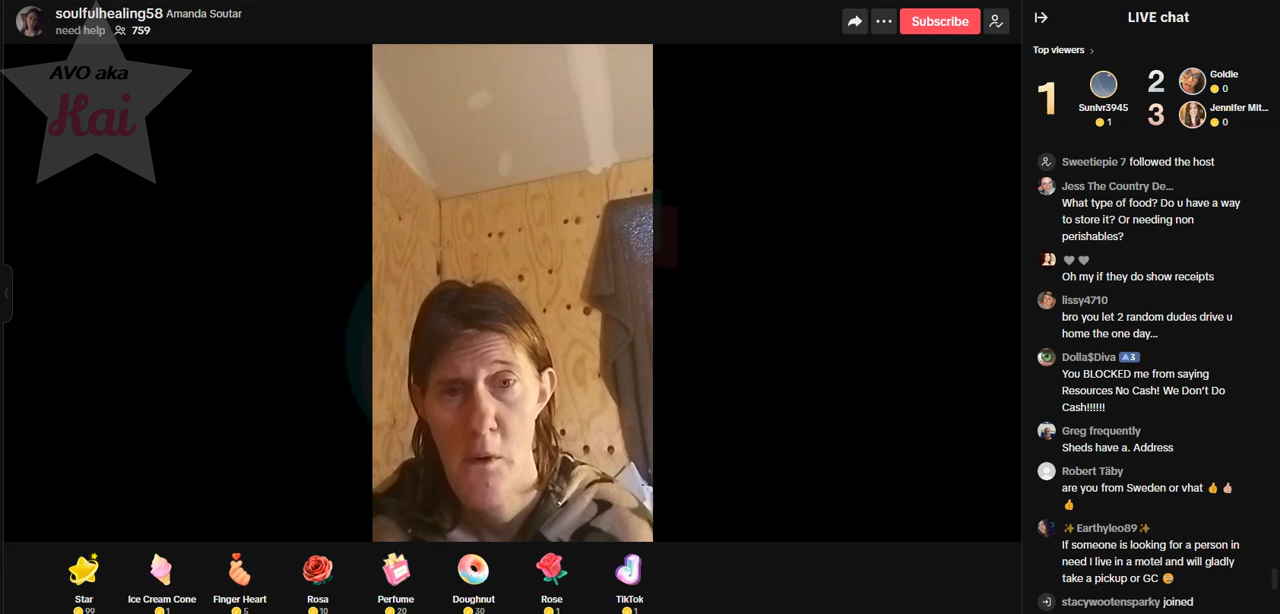 soulfulhealing58 Amanda Soutar
need help 759
Subscribe
AVO aka
Kai
LIVE chat
Top viewers
1
Sunlvr3945
1
2
Goldie
0
3
Jennifer Mit...
0
Sweetiepie 7 followed the host
Jess The Country De...
What type of food? Do u have a way
to store it? Or needing non
perishables?
Oh my if they do show receipts
lissy4710
bro you let 2 random dudes drive u
home the one day...
Dolla$Diva 3
You BLOCKED me from saying
Resources No Cash! We Don't Do
Cash!!!!!!
Greg frequently
Sheds have a. Address
Robert Täby
are you from Sweden or vhat 👍👍
👍
✨Earthyleo89✨
If someone is looking for a person in
need I live in a motel and will gladly
take a pickup or GC
stacywootensparky joined
Star
99
Ice Cream Cone
1
Finger Heart
5
Rosa
10
Perfume
20
Doughnut
30
Rose
1
TikTok
1